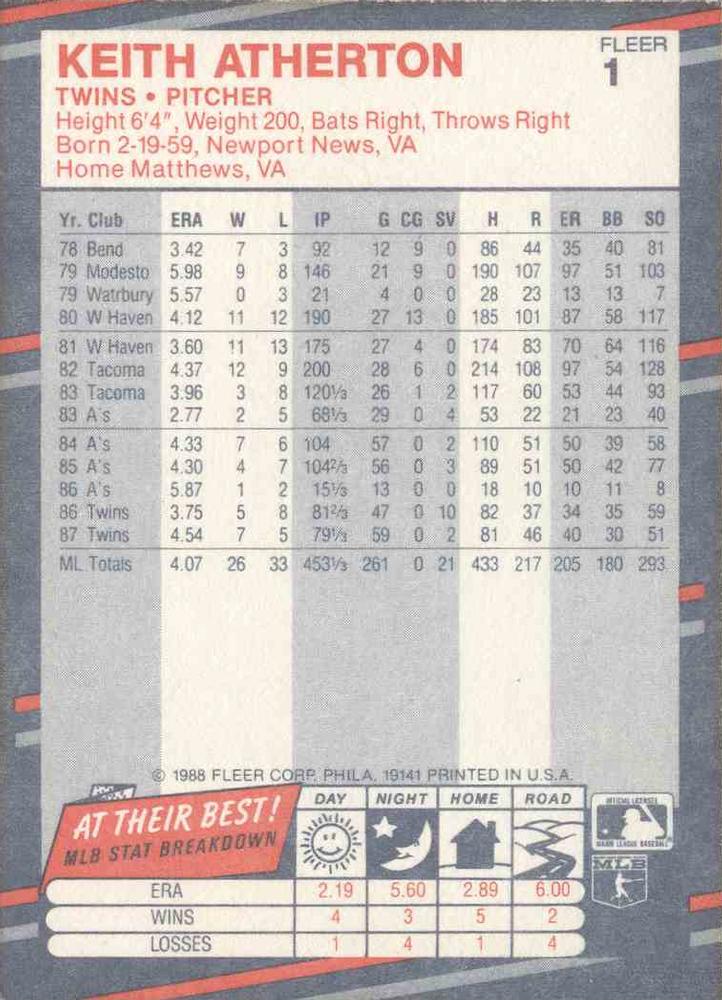 KEITH ATHERTON
FLEER
1
TWINS • PITCHER
Height 6'4", Weight 200, Bats Right, Throws Right
Born 2-19-59, Newport News, VA
Home Matthews, VA
Yr. Club ERA W L IP G CG SV H R ER BB SO
78 Bend 3.42 7 3 92 12 9 0 86 44 35 40 81
79 Modesto 5.98 9 8 146 21 9 0 190 107 97 51 103
79 Watrbury 5.57 0 3 21 4 0 0 28 23 13 13 7
80 W Haven 4.12 11 12 190 27 13 0 185 101 87 58 117
81 W Haven 3.60 11 13 175 27 4 0 174 83 70 64 116
82 Tacoma 4.37 12 9 200 28 6 0 214 108 97 54 128
83 Tacoma 3.96 3 8 120⅓ 26 1 2 117 60 53 44 93
83 A's 2.77 2 5 68⅓ 29 0 4 53 22 21 23 40
84 A's 4.33 7 6 104 57 0 2 110 51 50 39 58
85 A's 4.30 4 7 104⅔ 56 0 3 89 51 50 42 77
86 A's 5.87 1 2 15⅓ 13 0 0 18 10 10 11 8
86 Twins 3.75 5 8 81⅔ 47 0 10 82 37 34 35 59
87 Twins 4.54 7 5 79⅓ 59 0 2 81 46 40 30 51
ML Totals 4.07 26 33 453⅓ 261 0 21 433 217 205 180 293
© 1988 FLEER CORP. PHILA. 19141 PRINTED IN U.S.A.
AT THEIR BEST!
MLB STAT BREAKDOWN
DAY NIGHT HOME ROAD
OFFICIAL LICENSEE
MAJOR LEAGUE BASEBALL
MLB
ERA 2.19 5.60 2.89 6.00
WINS 4 3 5 2
LOSSES 1 4 1 4